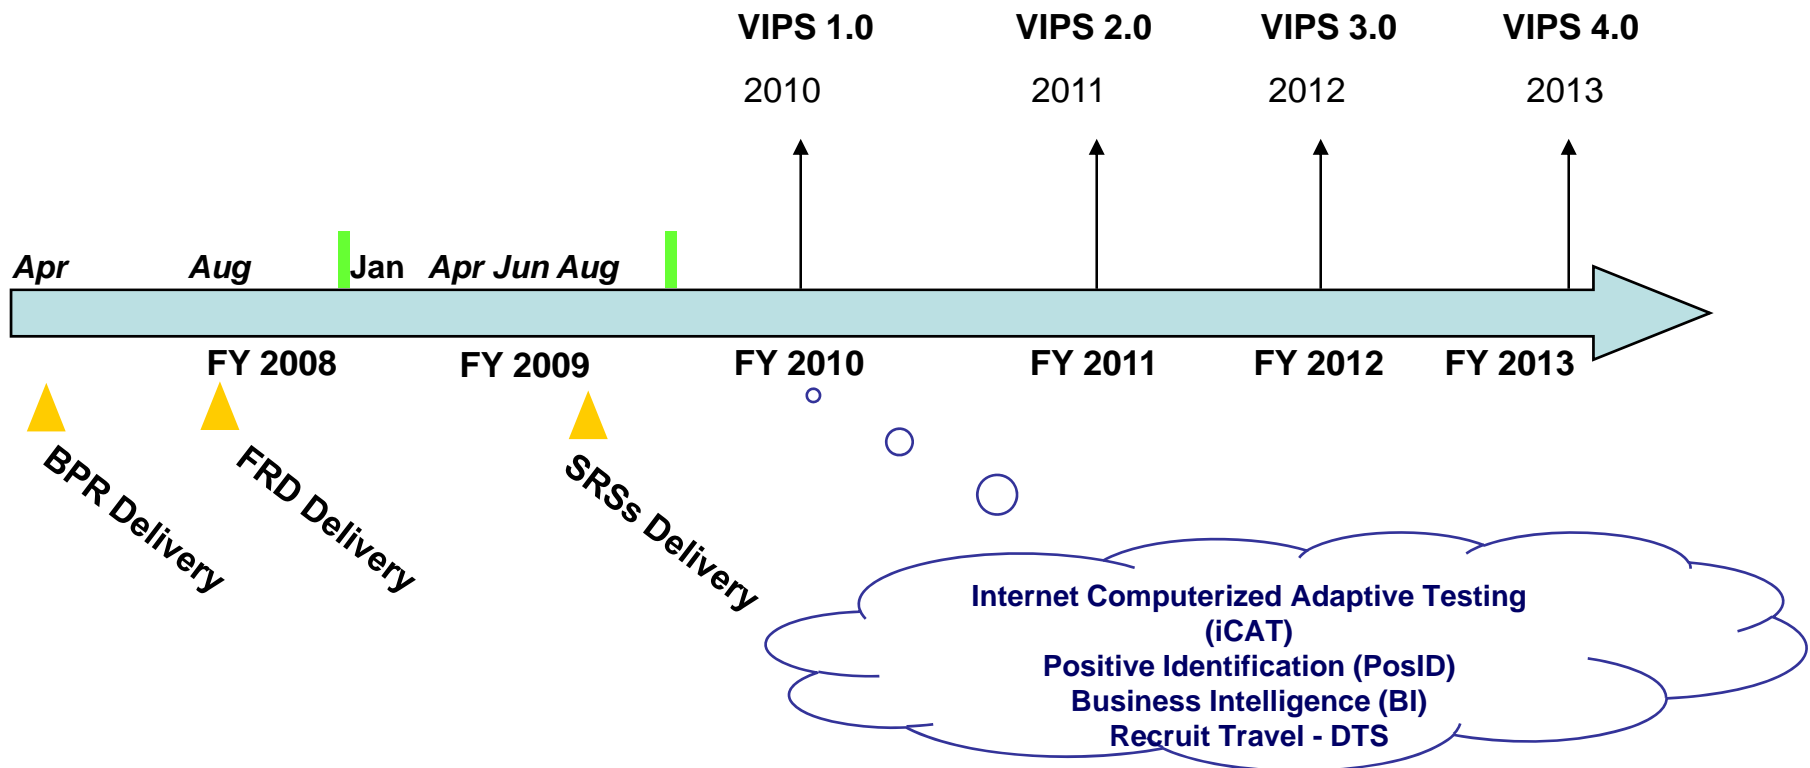 VIPS 1.0 VIPS 2.0 VIPS 3.0 VIPS 4.0
2010 2011 2012 2013
Apr Aug Jan Apr Jun Aug
FY 2008 FY 2009 FY 2010 FY 2011 FY 2012 FY 2013
BPR Delivery
FRD Delivery
SRSs Delivery
Internet Computerized Adaptive Testing
(iCAT)
Positive Identification (PosID)
Business Intelligence (BI)
Recruit Travel - DTS